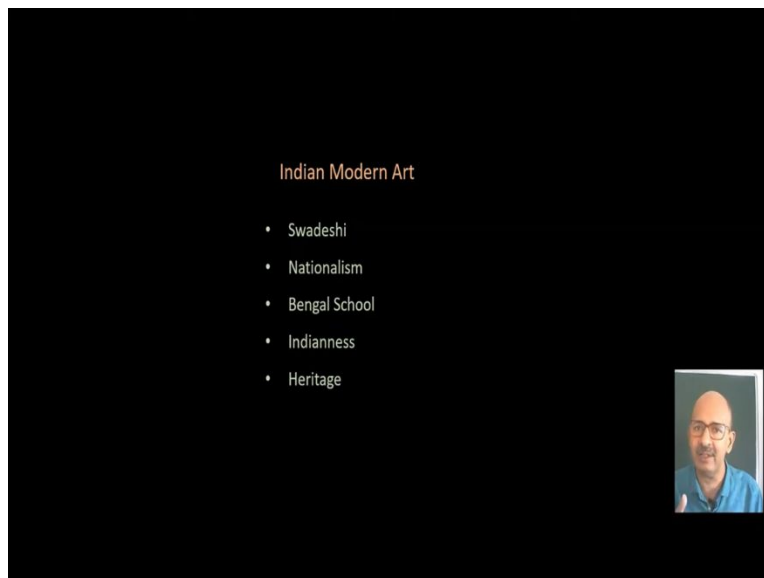 Indian Modern Art
• Swadeshi
• Nationalism
• Bengal School
• Indianness
• Heritage